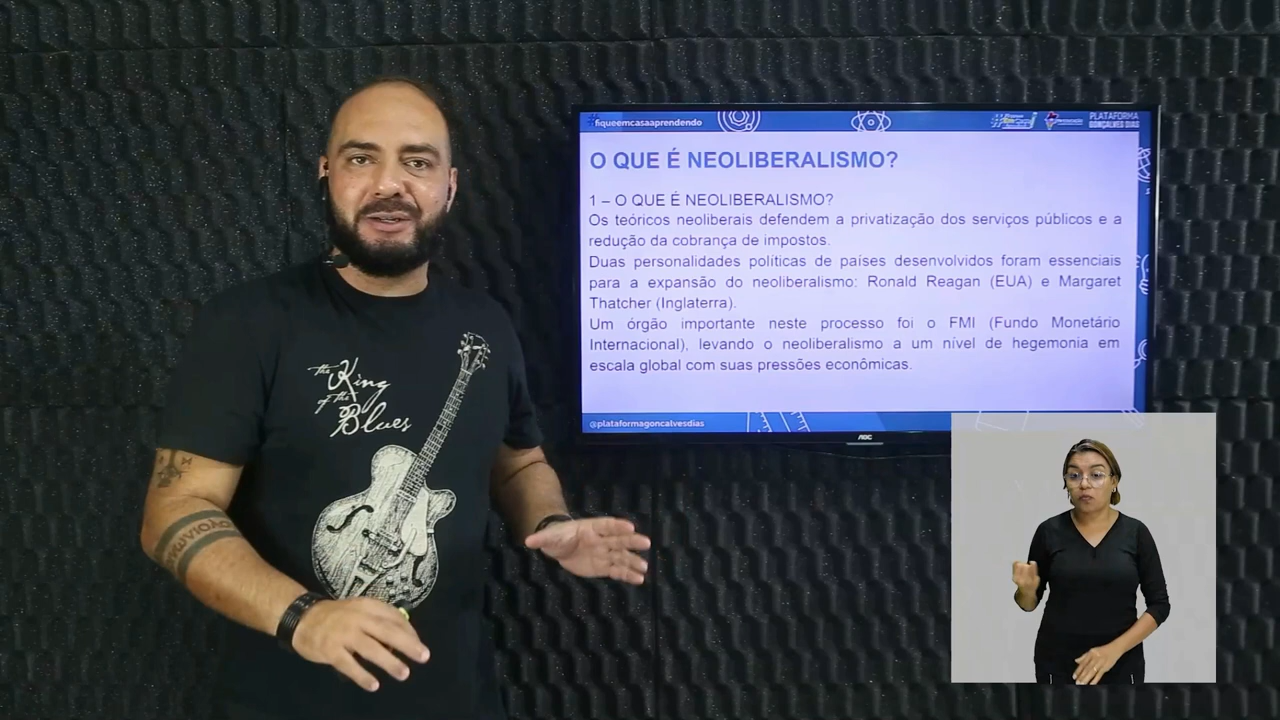 #fiqueemcasaaprendendo
PLATAFORMA
GONÇALVES DIAS
O QUE É NEOLIBERALISMO?
1 – O QUE É NEOLIBERALISMO?
Os teóricos neoliberais defendem a privatização dos serviços públicos e a
redução da cobrança de impostos.
Duas personalidades políticas de países desenvolvidos foram essenciais
para a expansão do neoliberalismo: Ronald Reagan (EUA) e Margaret
Thatcher (Inglaterra).
Um órgão importante neste processo foi o FMI (Fundo Monetário
Internacional), levando o neoliberalismo a um nível de hegemonia em
escala global com suas pressões econômicas.
@plataformagoncalvesdias
AOC
the King
of the
Blues